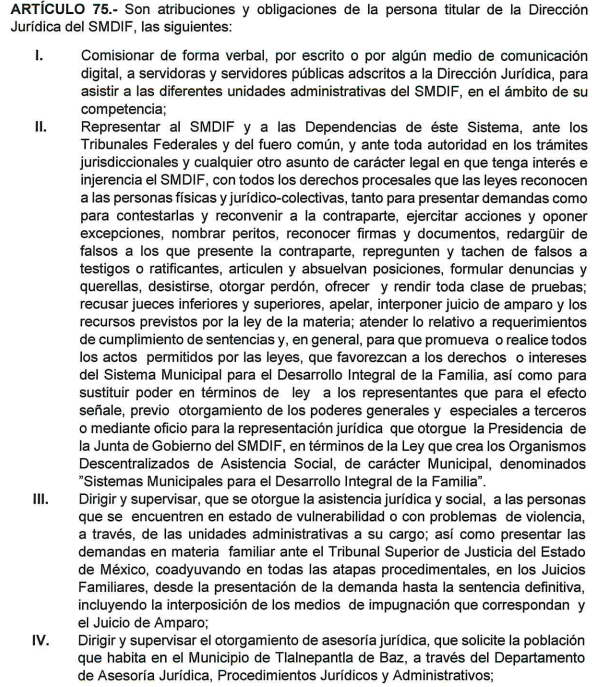 ARTÍCULO 75.- Son atribuciones y obligaciones de la persona titular de la Dirección
Jurídica del SMDIF, las siguientes:
I. Comisionar de forma verbal, por escrito o por algún medio de comunicación
digital, a servidoras y servidores públicas adscritos a la Dirección Jurídica, para
asistir a las diferentes unidades administrativas del SMDIF, en el ámbito de su
competencia;
II. Representar al SMDIF y a las Dependencias de éste Sistema, ante los
Tribunales Federales y del fuero común, y ante toda autoridad en los trámites
jurisdiccionales y cualquier otro asunto de carácter legal en que tenga interés e
injerencia el SMDIF, con todos los derechos procesales que las leyes reconocen
a las personas físicas y jurídico-colectivas, tanto para presentar demandas como
para contestarlas y reconvenir a la contraparte, ejercitar acciones y oponer
excepciones, nombrar peritos, reconocer firmas y documentos, redargüir de
falsos a los que presente la contraparte, repregunten y tachen de falsos a
testigos o ratificantes, articulen y absuelvan posiciones, formular denuncias y
querellas, desistirse, otorgar perdón, ofrecer y rendir toda clase de pruebas;
recusar jueces inferiores y superiores, apelar, interponer juicio de amparo y los
recursos previstos por la ley de la materia; atender lo relativo a requerimientos
de cumplimiento de sentencias y, en general, para que promueva o realice todos
los actos permitidos por las leyes, que favorezcan a los derechos o intereses
del Sistema Municipal para el Desarrollo Integral de la Familia, así como para
sustituir poder en términos de ley a los representantes que para el efecto
señale, previo otorgamiento de los poderes generales y especiales a terceros
o mediante oficio para la representación jurídica que otorgue la Presidencia de
la Junta de Gobierno del SMDIF, en términos de la Ley que crea los Organismos
Descentralizados de Asistencia Social, de carácter Municipal, denominados
"Sistemas Municipales para el Desarrollo Integral de la Familia".
III. Dirigir y supervisar, que se otorgue la asistencia jurídica y social, a las personas
que se encuentren en estado de vulnerabilidad o con problemas de violencia,
a través, de las unidades administrativas a su cargo; así como presentar las
demandas en materia familiar ante el Tribunal Superior de Justicia del Estado
de México, coadyuvando en todas las atapas procedimentales, en los Juicios
Familiares, desde la presentación de la demanda hasta la sentencia definitiva,
incluyendo la interposición de los medios de impugnación que correspondan y
el Juicio de Amparo;
IV. Dirigir y supervisar el otorgamiento de asesoría jurídica, que solicite la población
que habita en el Municipio de Tlalnepantla de Baz, a través del Departamento
de Asesoría Jurídica, Procedimientos Jurídicos y Administrativos;